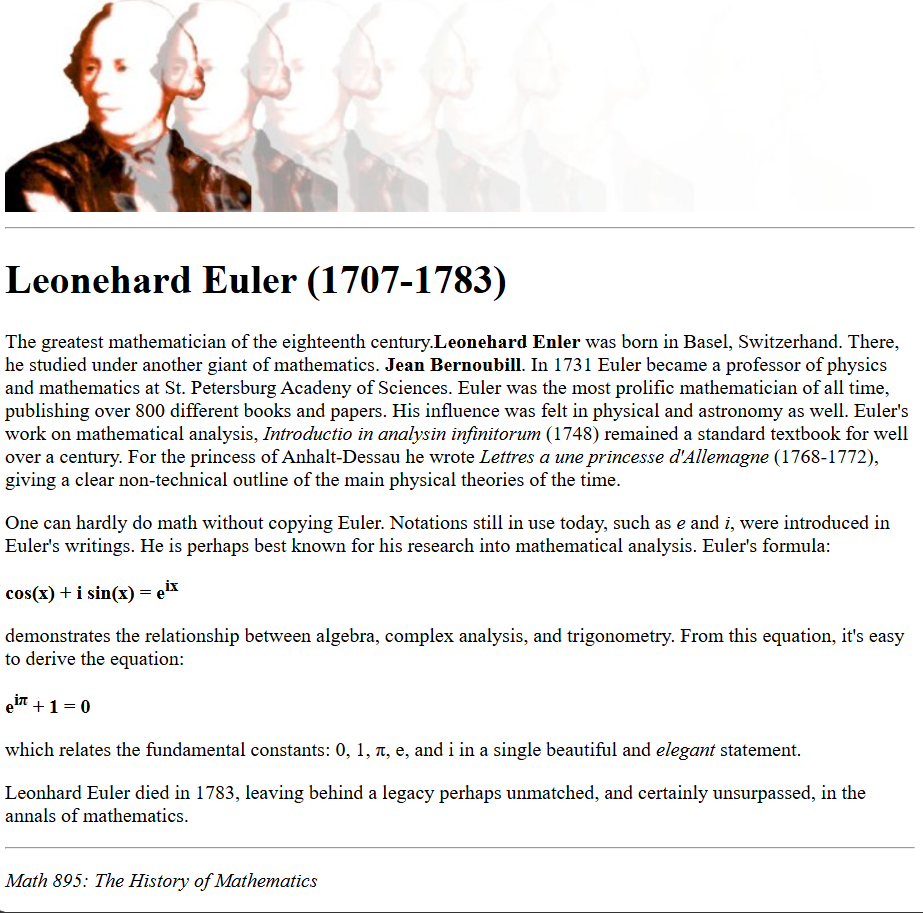 Leonehard Euler (1707-1783)
The greatest mathematician of the eighteenth century.Leonehard Enler was born in Basel, Switzerhand. There,
he studied under another giant of mathematics. Jean Bernoubill. In 1731 Euler became a professor of physics
and mathematics at St. Petersburg Acadeny of Sciences. Euler was the most prolific mathematician of all time,
publishing over 800 different books and papers. His influence was felt in physical and astronomy as well. Euler's
work on mathematical analysis, Introductio in analysin infinitorum (1748) remained a standard textbook for well
over a century. For the princess of Anhalt-Dessau he wrote Lettres a une princesse d'Allemagne (1768-1772),
giving a clear non-technical outline of the main physical theories of the time.
One can hardly do math without copying Euler. Notations still in use today, such as e and i, were introduced in
Euler's writings. He is perhaps best known for his research into mathematical analysis. Euler's formula:
cos(x) + i sin(x) = e^ix
demonstrates the relationship between algebra, complex analysis, and trigonometry. From this equation, it's easy
to derive the equation:
e^iπ + 1 = 0
which relates the fundamental constants: 0, 1, π, e, and i in a single beautiful and elegant statement.
Leonhard Euler died in 1783, leaving behind a legacy perhaps unmatched, and certainly unsurpassed, in the
annals of mathematics.
Math 895: The History of Mathematics